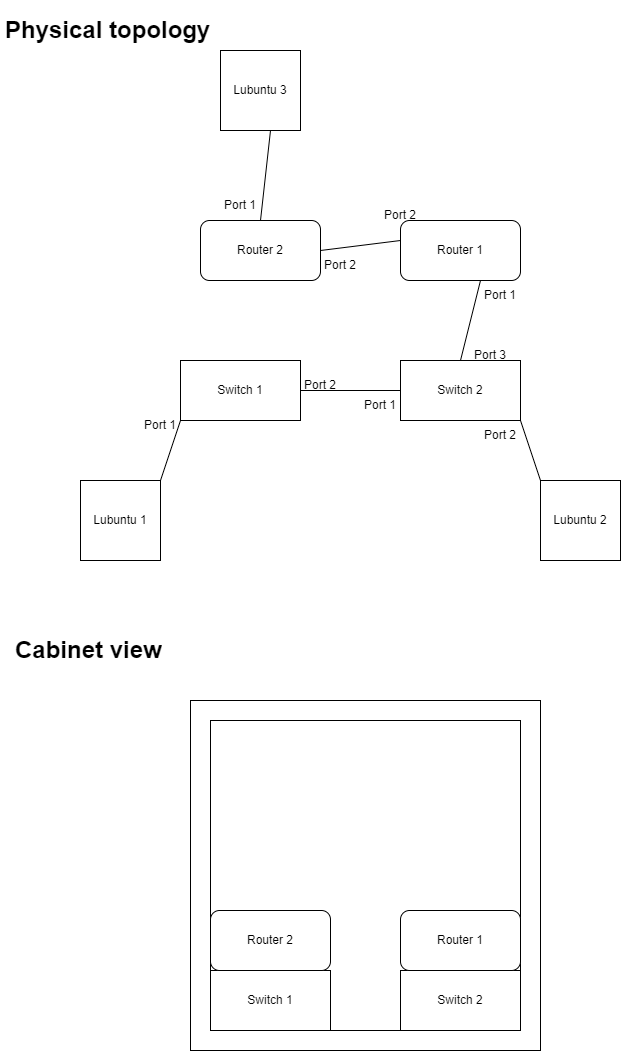 Physical topology
Lubuntu 3
Port 1
Port 2
Router 2
Router 1
Port 2
Port 1
Port 3
Switch 1
Port 2
Switch 2
Port 1
Port 1
Port 2
Lubuntu 1
Lubuntu 2
Cabinet view
Router 2
Router 1
Switch 1
Switch 2